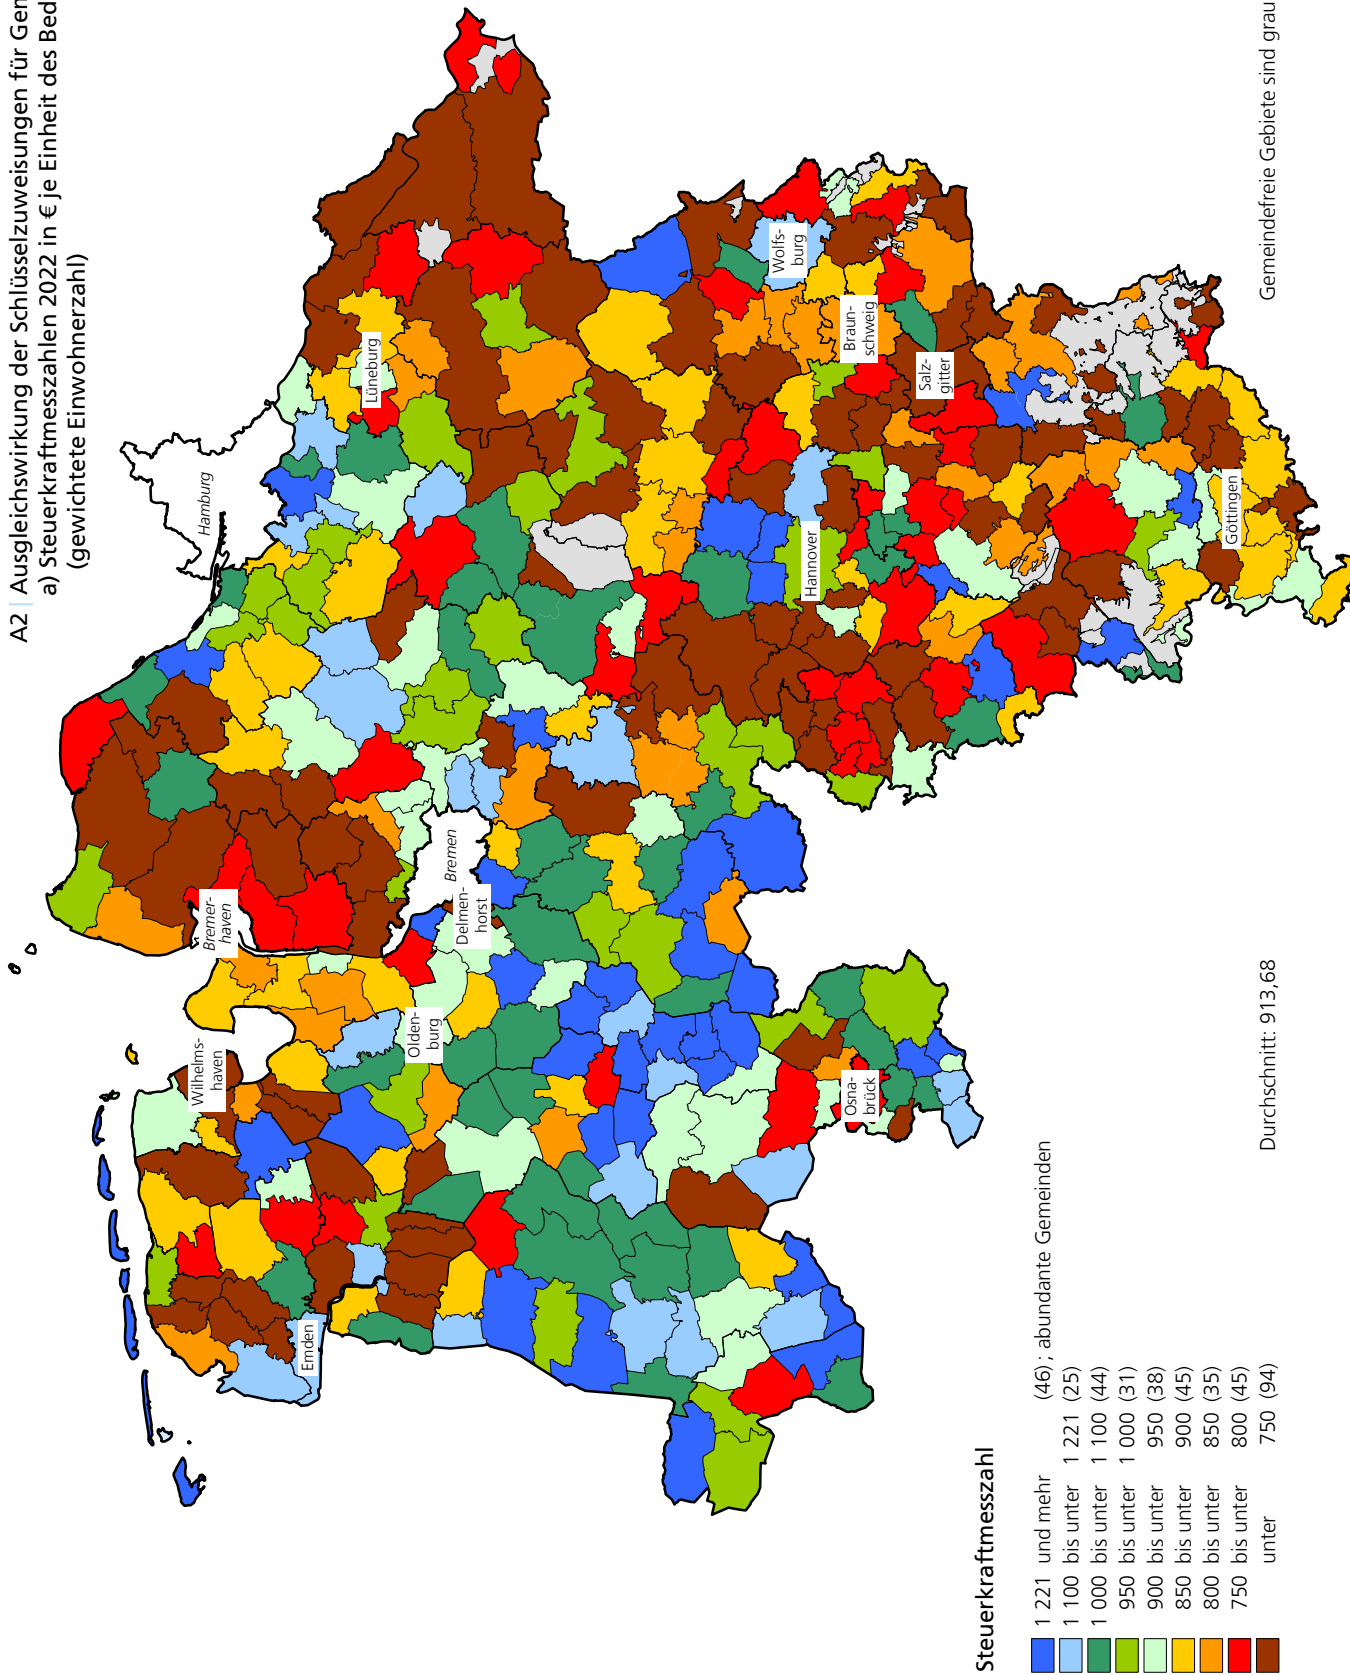 A2 | Ausgleichswirkung der Schlüsselzuweisungen für Gen
a) Steuerkraftmesszahlen 2022 in € je Einheit des Bed
(gewichtete Einwohnerzahl)
Hamburg
Lüneburg
Bremer-
haven
Wilhelms-
haven
Emden
Olden-
burg
Bremen
Delmen-
horst
Wolfs-
burg
Braun-
schweig
Salz-
gitter
Hannover
Göttingen
Osna-
brück
Steuerkraftmesszahl
1 221 und mehr (46); abundante Gemeinden
1 100 bis unter 1 221 (25)
1 000 bis unter 1 100 (44)
950 bis unter 1 000 (31)
900 bis unter 950 (38)
850 bis unter 900 (45)
800 bis unter 850 (35)
750 bis unter 800 (45)
unter 750 (94)
Durchschnitt: 913,68
Gemeindefreie Gebiete sind grau